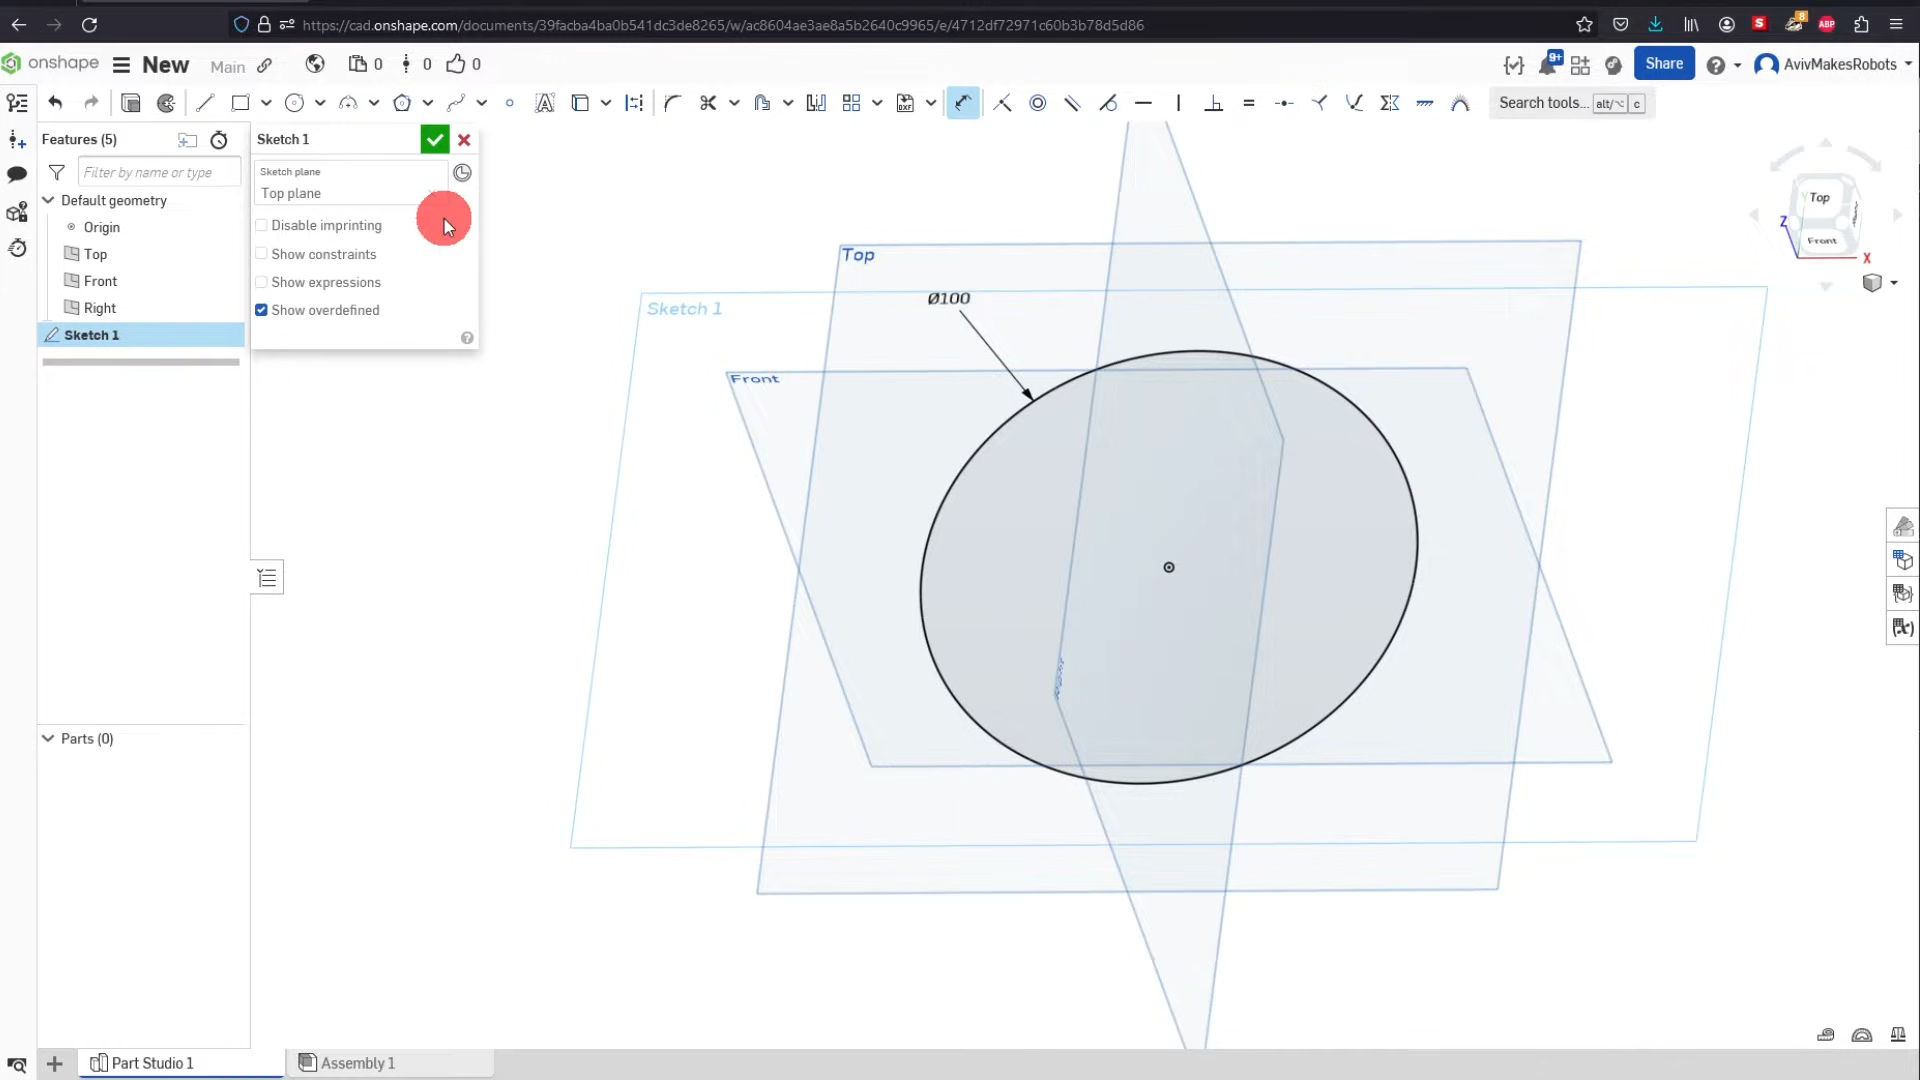 https://cad.onshape.com/documents/39facba4ba0b541dc3de8265/w/ac8604ae3ae8a5b2640c9965/e/4712df72971c60b3b78d5d86
S
8
ABP
onshape
New
Main
0
0
0
9+
Share
AvivMakesRobots
Search tools...
alt/⌥
c
Features (5)
Filter by name or type
Default geometry
Origin
Top
Front
Right
Sketch 1
Sketch 1
Sketch plane
Top plane
Disable imprinting
Show constraints
Show expressions
Show overdefined
Top
Sketch 1
Ø100
Front
Y
Top
Z
Front
X
Parts (0)
Part Studio 1
Assembly 1